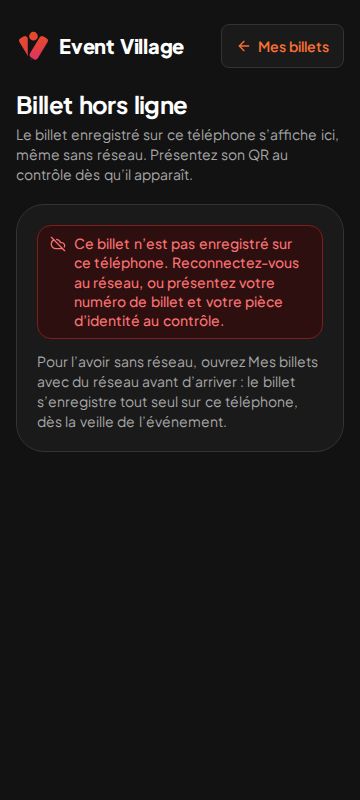 Event Village
Mes billets
Billet hors ligne
Le billet enregistré sur ce téléphone s’affiche ici,
même sans réseau. Présentez son QR au
contrôle dès qu’il apparaît.
Ce billet n’est pas enregistré sur
ce téléphone. Reconnectez-vous
au réseau, ou présentez votre
numéro de billet et votre pièce
d’identité au contrôle.
Pour l’avoir sans réseau, ouvrez Mes billets
avec du réseau avant d’arriver : le billet
s’enregistre tout seul sur ce téléphone,
dès la veille de l’événement.